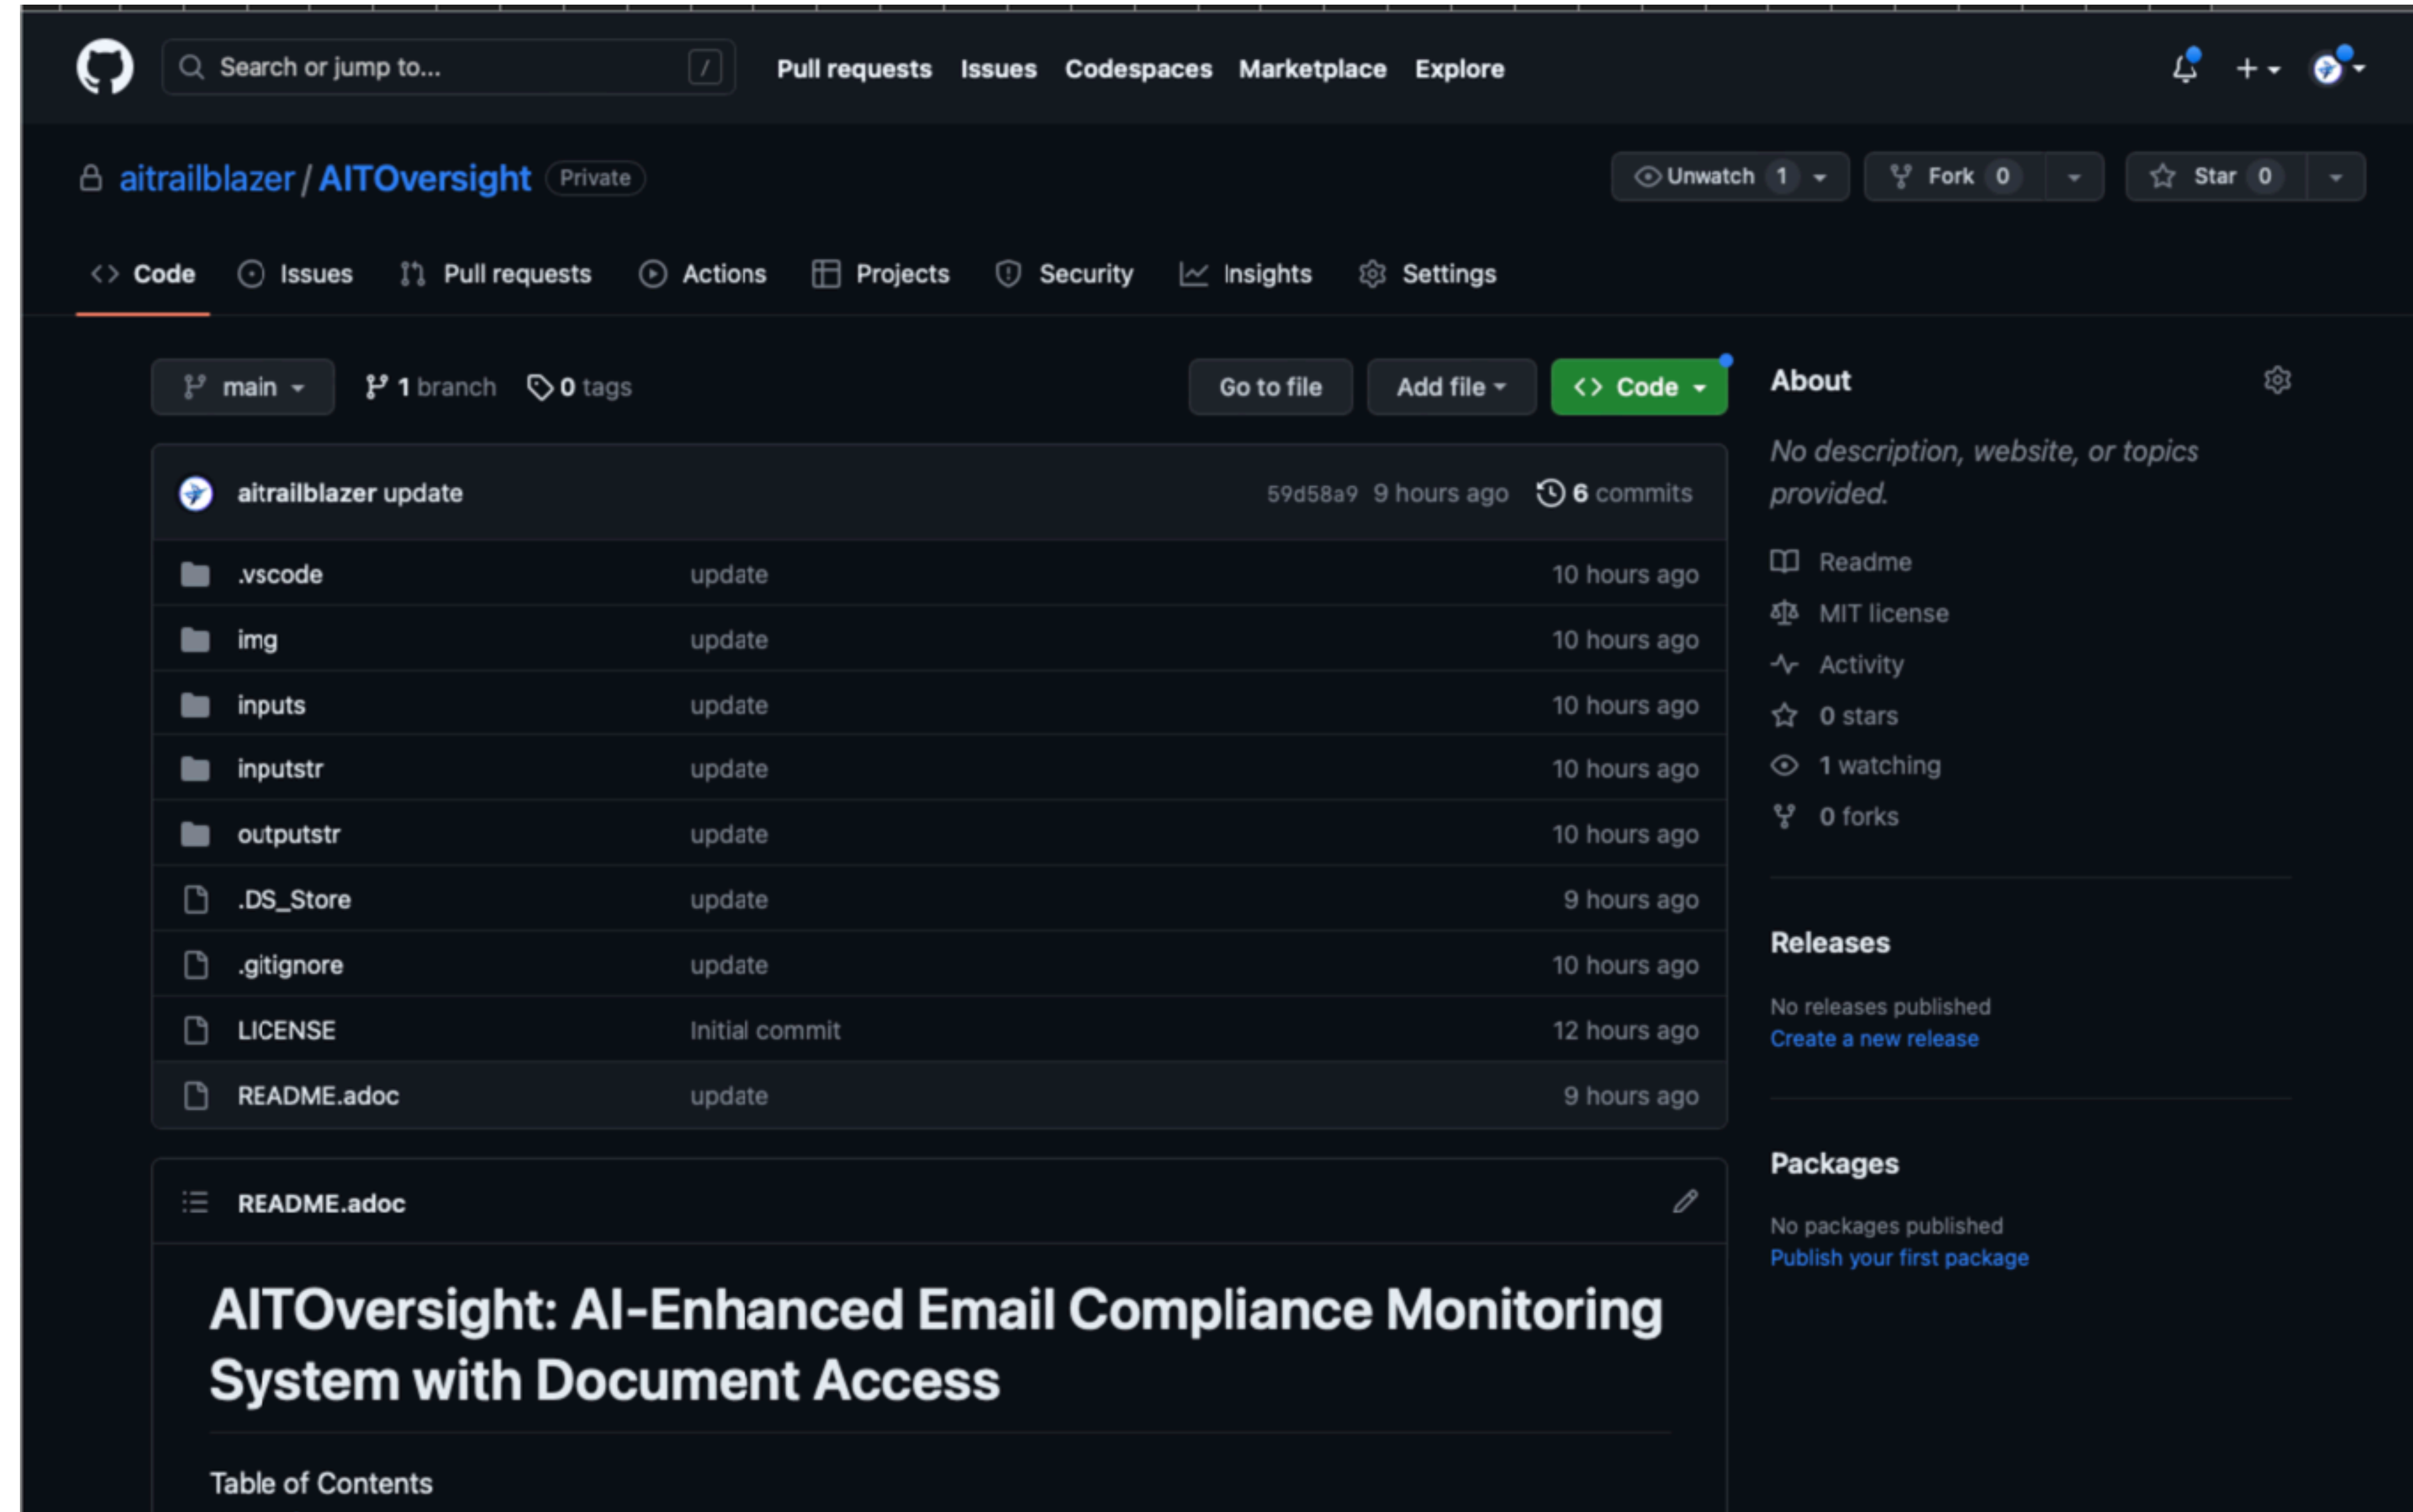 Search or jump to... / Pull requests Issues Codespaces Marketplace Explore
aitrailblazer / AITOversight Private Unwatch 1 Fork 0 Star 0
Code Issues Pull requests Actions Projects Security Insights Settings
main 1 branch 0 tags Go to file Add file Code
aitrailblazer update 59d58a9 9 hours ago 6 commits
.vscode update 10 hours ago
img update 10 hours ago
inputs update 10 hours ago
inputstr update 10 hours ago
outputstr update 10 hours ago
.DS_Store update 9 hours ago
.gitignore update 10 hours ago
LICENSE Initial commit 12 hours ago
README.adoc update 9 hours ago
README.adoc
AITOversight: AI-Enhanced Email Compliance Monitoring
System with Document Access
Table of Contents
About
No description, website, or topics
provided.
Readme
MIT license
Activity
0 stars
1 watching
0 forks
Releases
No releases published
Create a new release
Packages
No packages published
Publish your first package